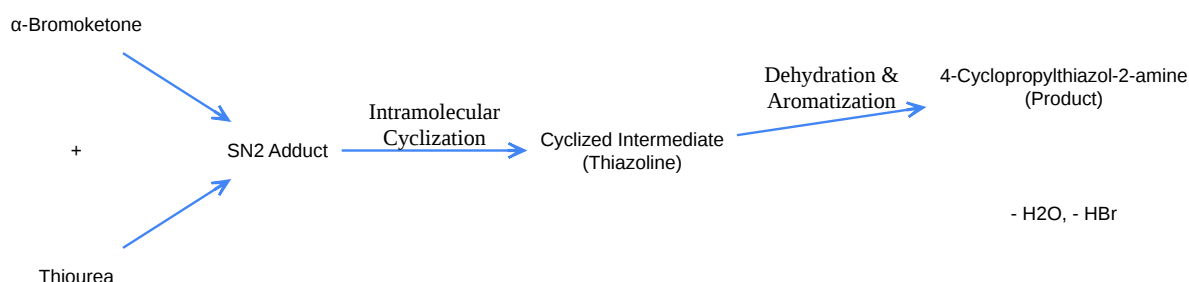 α-Bromoketone
+
Thiourea
SN2 Adduct
Intramolecular
Cyclization
Cyclized Intermediate
(Thiazoline)
Dehydration &
Aromatization
4-Cyclopropylthiazol-2-amine
(Product)
- H2O, - HBr